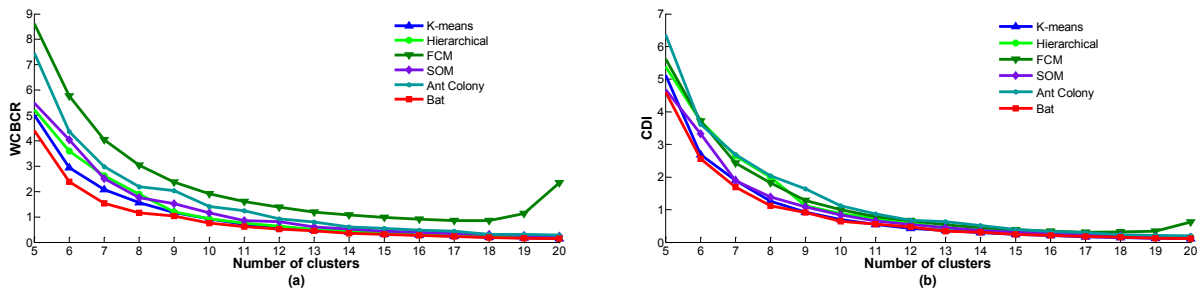 9
8
7
6
5
4
3
2
1
0
WCBCR
K-means
Hierarchical
FCM
SOM
Ant Colony
Bat
5 6 7 8 9 10 11 12 13 14 15 16 17 18 19 20
Number of clusters
(a)
7
6
5
4
3
2
1
0
CDI
K-means
Hierarchical
FCM
SOM
Ant Colony
Bat
5 6 7 8 9 10 11 12 13 14 15 16 17 18 19 20
Number of clusters
(b)